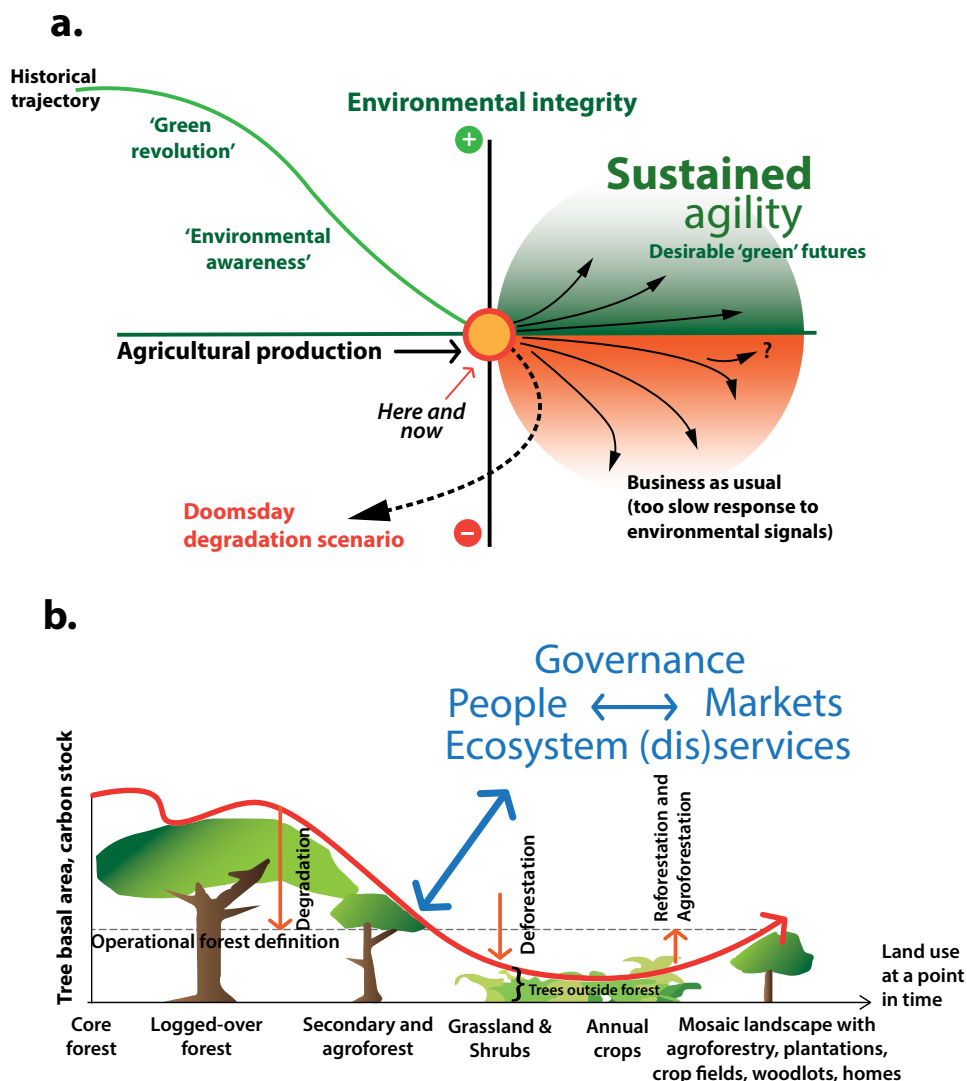 a.
Historical
trajectory
'Green
revolution'
'Environmental
awareness'
Environmental integrity
+
Sustained
agility
Desirable 'green' futures
Agricultural production
Here and
now
?
Doomsday
degradation scenario
−
Business as usual
(too slow response to
environmental signals)
b.
Governance
People
Markets
Ecosystem (dis)services
Tree basal area, carbon stock
Degradation
Deforestation
Reforestation and
Agroforestation
Operational forest definition
}
Trees outside forest
Land use
at a point
in time
Core
forest
Logged-over
forest
Secondary and
agroforest
Grassland &
Shrubs
Annual
crops
Mosaic landscape with
agroforestry, plantations,
crop fields, woodlots, homes